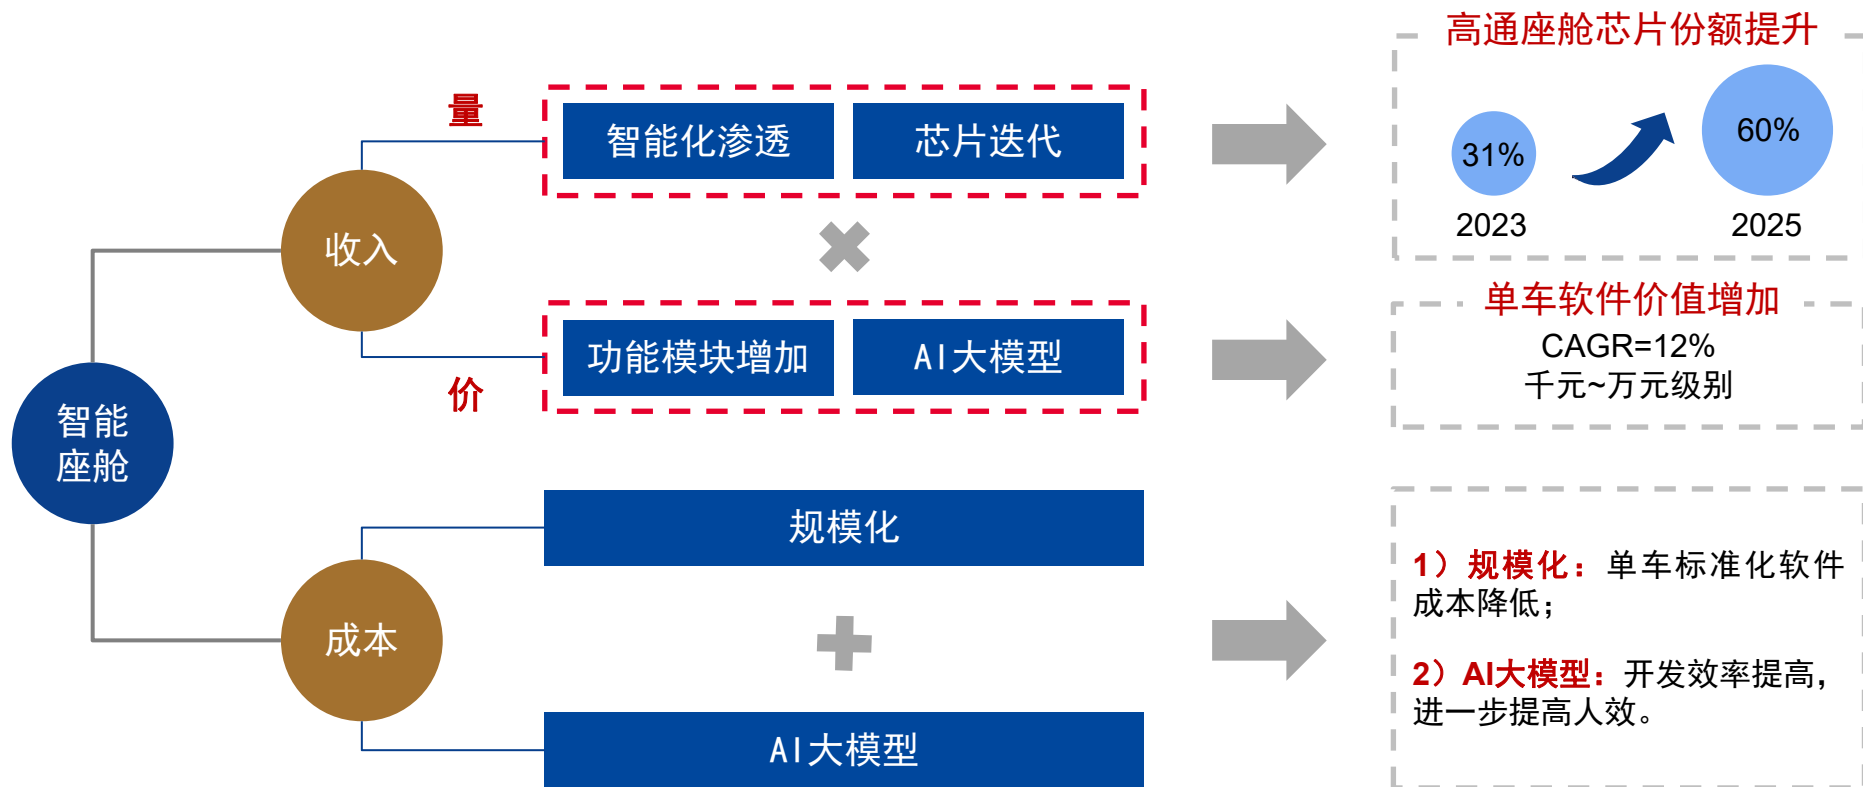 高通座舱芯片份额提升
量
智能化渗透
芯片迭代
31%
60%
2023
2025
收入
单车软件价值增加
功能模块增加
AI大模型
CAGR=12%
千元~万元级别
价
智能
座舱
规模化
1）规模化：单车标准化软件
成本降低；
成本
2）AI大模型：开发效率提高，
进一步提高人效。
AI大模型